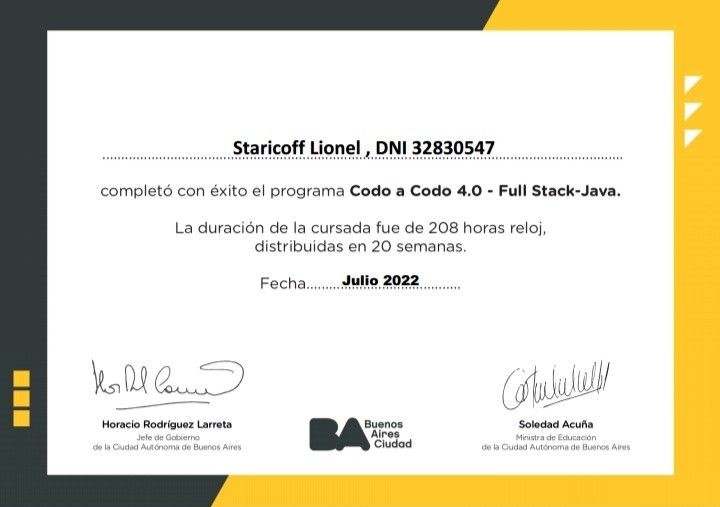 Staricoff Lionel , DNI 32830547
completó con éxito el programa Codo a Codo 4.0 - Full Stack-Java.
La duración de la cursada fue de 208 horas reloj,
distribuidas en 20 semanas.
Fecha.........Julio 2022...........
Horacio Rodríguez Larreta
Jefe de Gobierno
de la Ciudad Autónoma de Buenos Aires
BA Buenos
Aires
Ciudad
Soledad Acuña
Ministra de Educación
de la Ciudad Autónoma de Buenos Aires